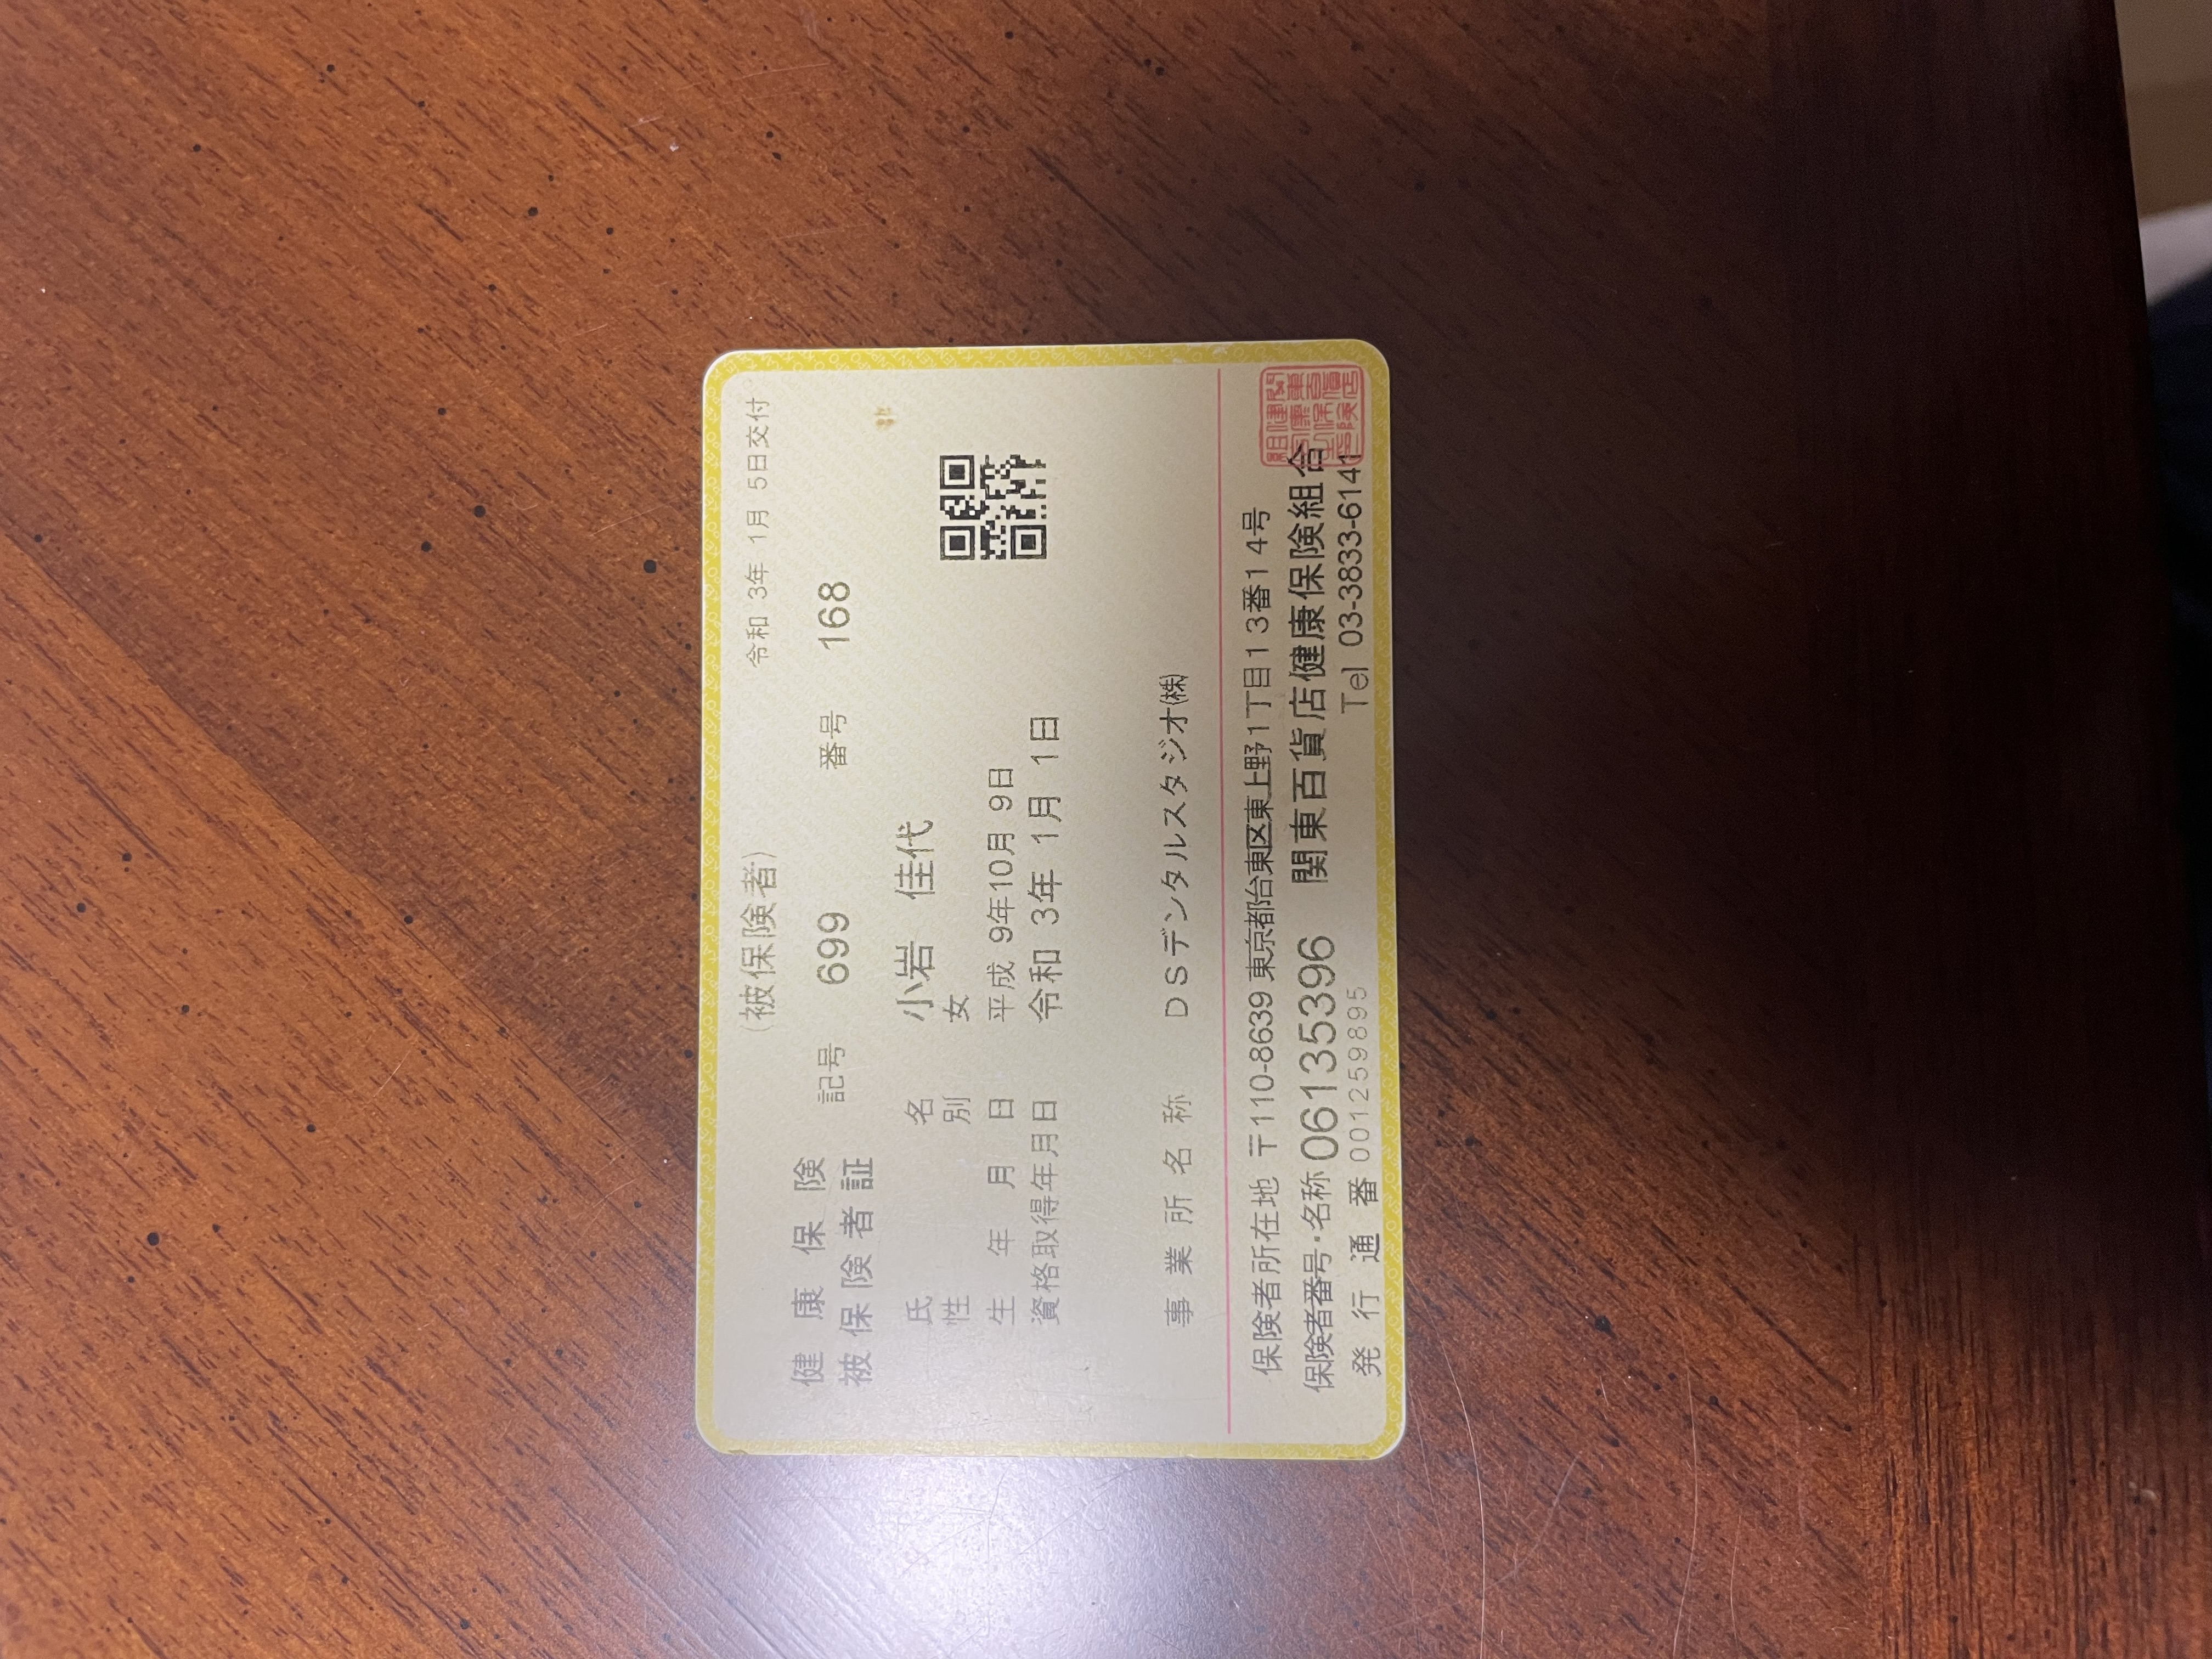 健康保険 (被保険者) 令和 3年 1月 5日交付
被保険者証 記号 699 番号 168
氏名 小岩 佳代
性別 女
生年月日 平成 9年10月 9日
資格取得年月日 令和 3年 1月 1日
事業所名称 DSデンタルスタジオ㈱
保険者所在地 〒110-8639 東京都台東区東上野1丁目13番14号
保険者番号・名称 06135396 関東百貨店健康保険組合
発行通番 001259895 Tel 03-3833-6141